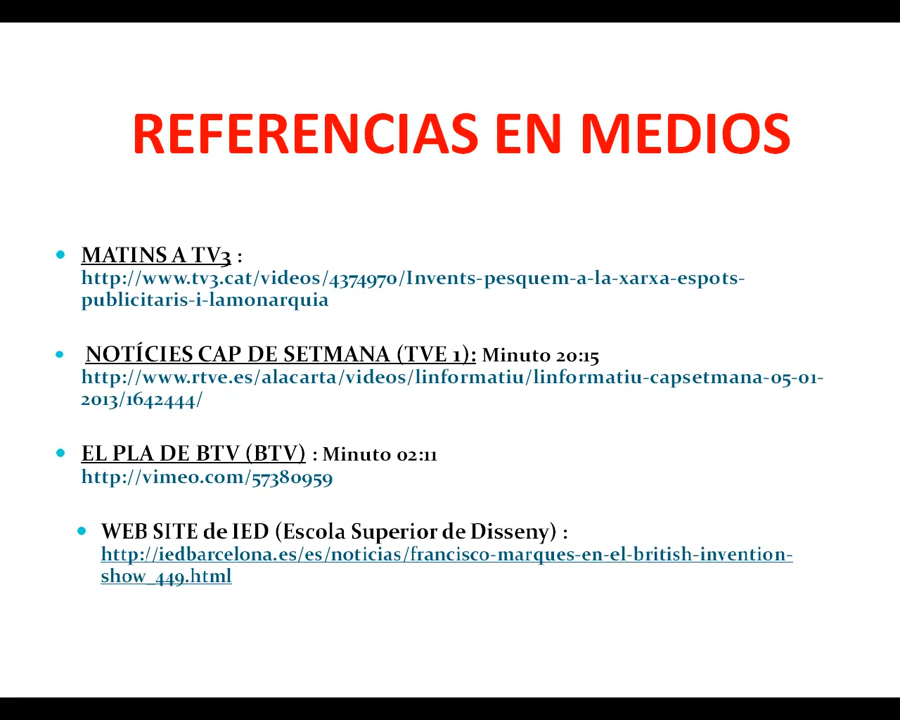 REFERENCIAS EN MEDIOS
• MATINS A TV3 :
http://www.tv3.cat/videos/4374970/Invents-pesquem-a-la-xarxa-espots-
publicitaris-i-lamonarquia
• NOTÍCIES CAP DE SETMANA (TVE 1): Minuto 20:15
http://www.rtve.es/alacarta/videos/linformatiu/linformatiu-capsetmana-05-01-
2013/1642444/
• EL PLA DE BTV (BTV) : Minuto 02:11
http://vimeo.com/57380959
• WEB SITE de IED (Escola Superior de Disseny) :
http://iedbarcelona.es/es/noticias/francisco-marques-en-el-british-invention-
show_449.html